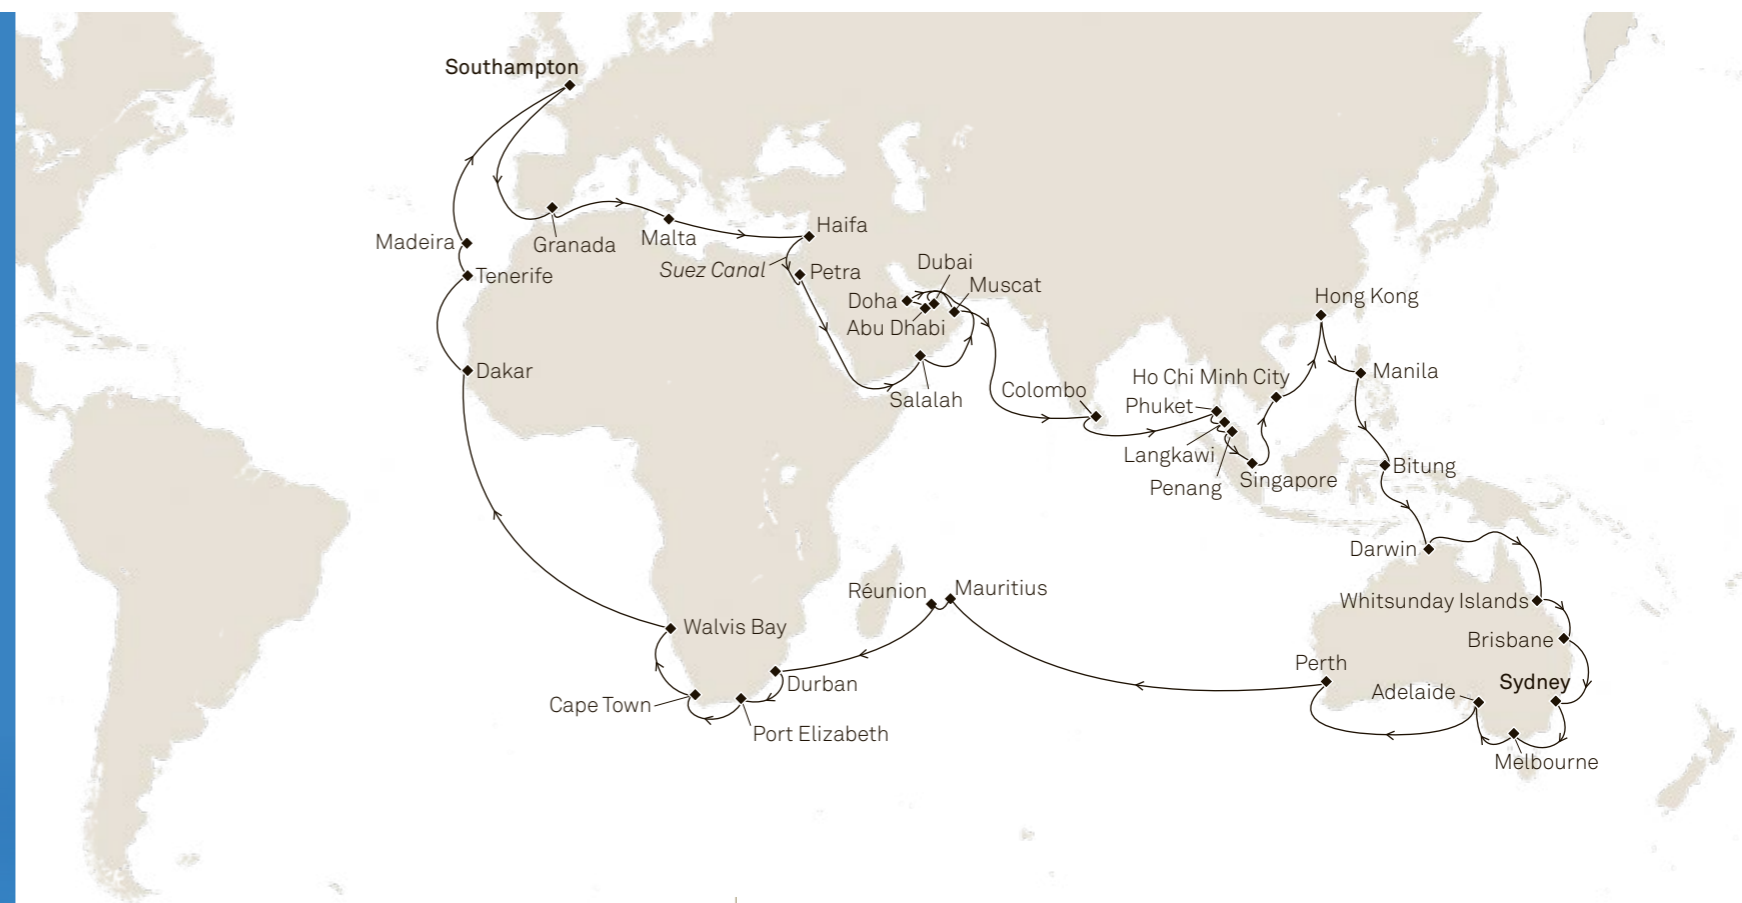 Southampton
Madeira
Granada
Malta
Haifa
Suez Canal
Petra
Tenerife
Dubai
Doha
Muscat
Abu Dhabi
Hong Kong
Dakar
Salalah
Colombo
Ho Chi Minh City
Manila
Phuket
Langkawi
Penang
Singapore
Bitung
Darwin
Réunion
Mauritius
Whitsunday Islands
Walvis Bay
Brisbane
Perth
Durban
Sydney
Adelaide
Cape Town
Port Elizabeth
Melbourne